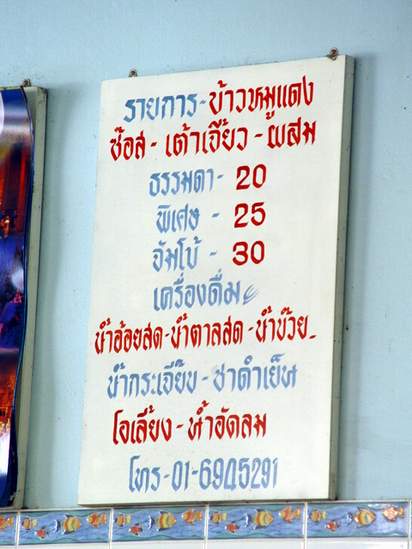 รายการ-ข้าวหมูแดง
ซ๊อส-เต้าเจี้ยว-ผสม
ธรรมดา-20
พิเศษ-25
จัมโบ้-30
เครื่องดื่ม
น้ำอ้อยสด-น้ำตาลสด-น้ำบ๊วย-
น้ำกระเจี๊ยบ-ชาดำเย็น
โอเลี้ยง-น้ำอัดลม
โทร-01-6945291